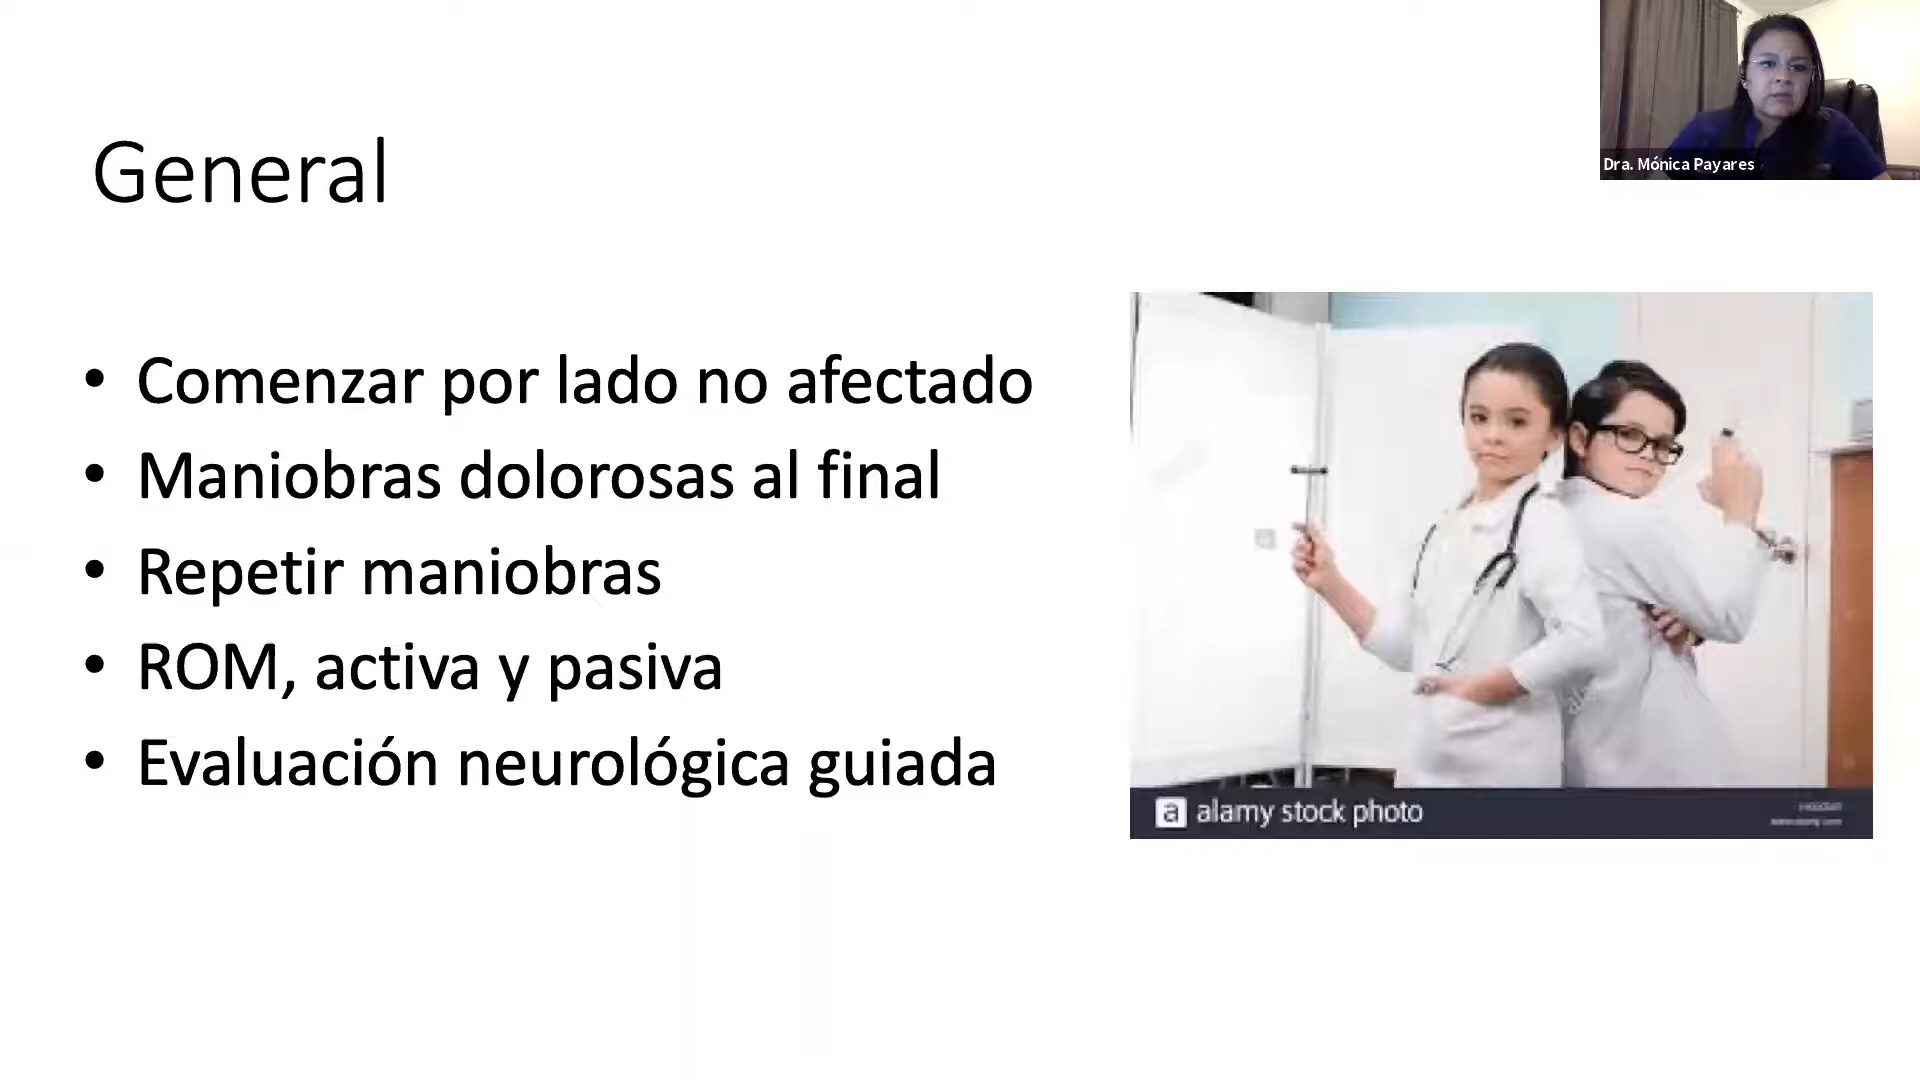 Dra. Mónica Payares
General
• Comenzar por lado no afectado
• Maniobras dolorosas al final
• Repetir maniobras
• ROM, activa y pasiva
• Evaluación neurológica guiada
a alamy stock photo